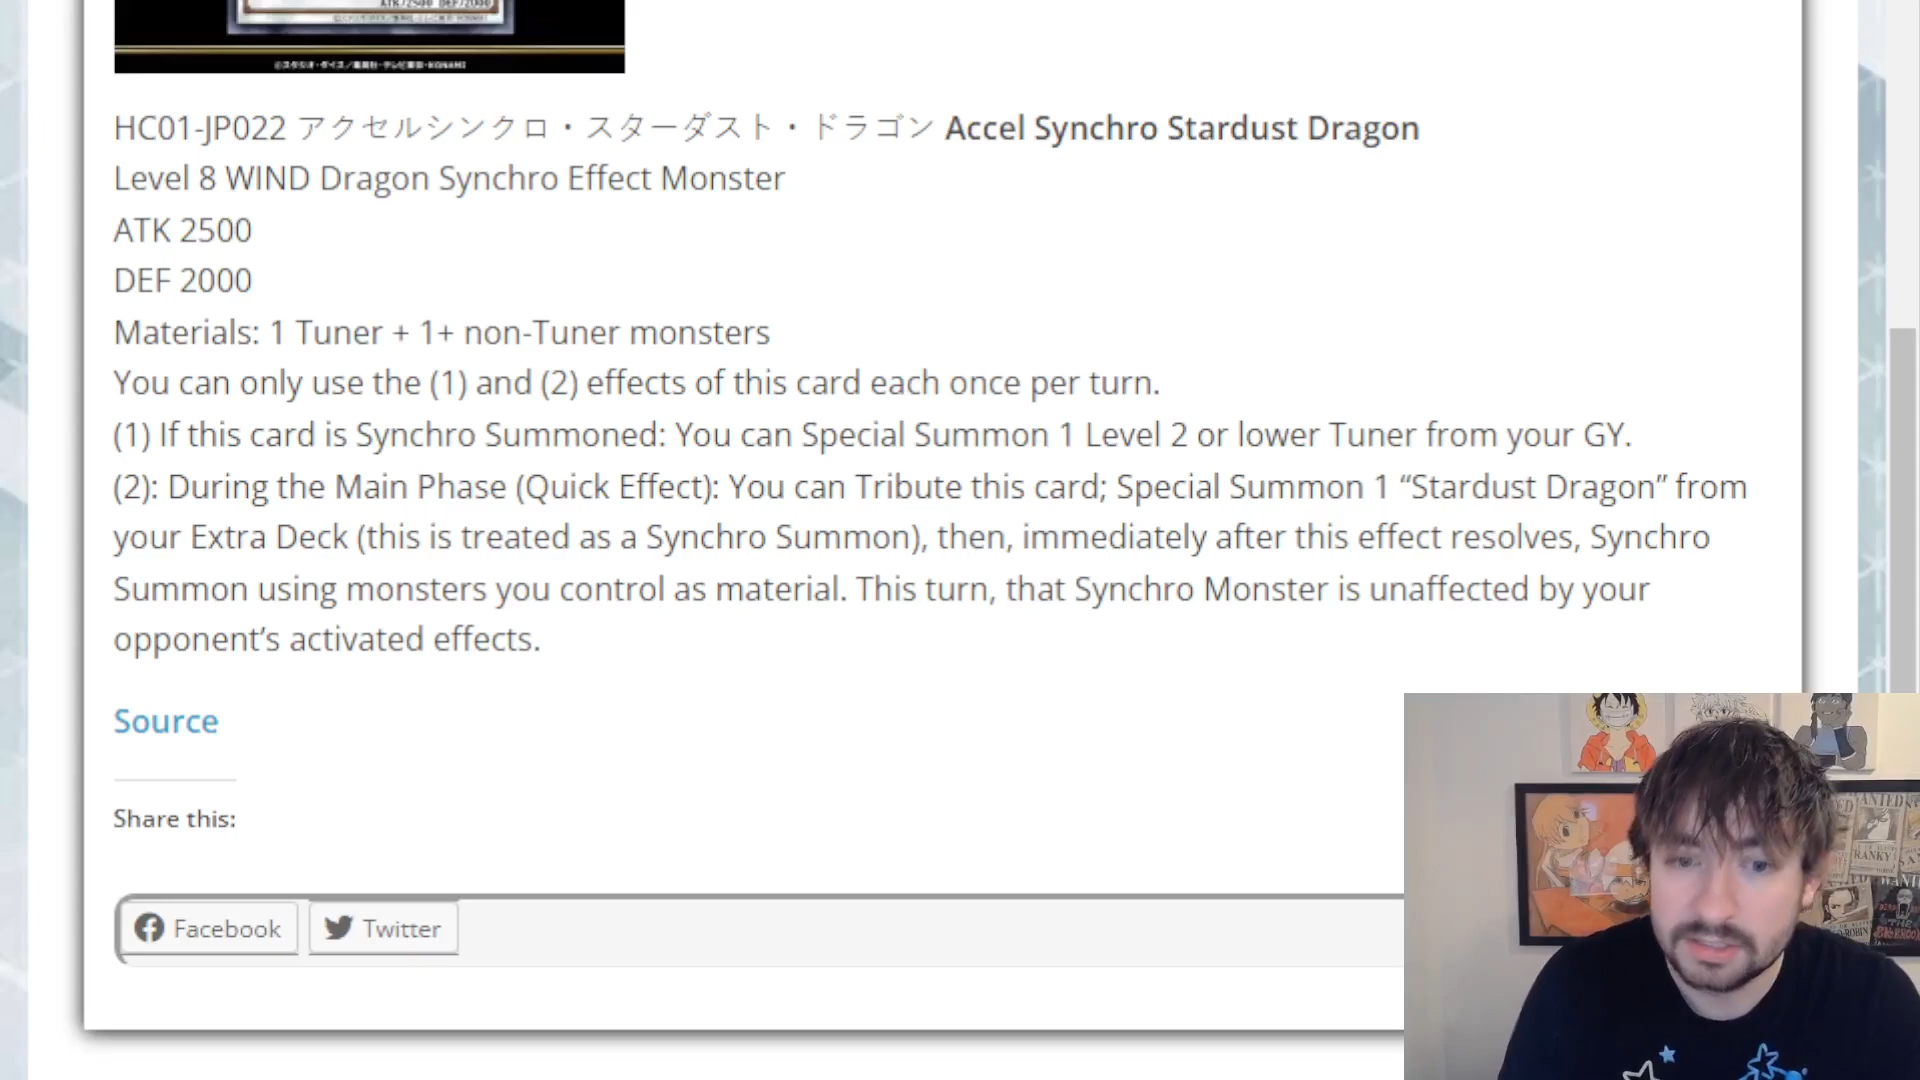 ATK/2500 DEF/2000
HC01-JP022 アクセルシンクロ・スターダスト・ドラゴン Accel Synchro Stardust Dragon
Level 8 WIND Dragon Synchro Effect Monster
ATK 2500
DEF 2000
Materials: 1 Tuner + 1+ non-Tuner monsters
You can only use the (1) and (2) effects of this card each once per turn.
(1) If this card is Synchro Summoned: You can Special Summon 1 Level 2 or lower Tuner from your GY.
(2): During the Main Phase (Quick Effect): You can Tribute this card; Special Summon 1 “Stardust Dragon” from
your Extra Deck (this is treated as a Synchro Summon), then, immediately after this effect resolves, Synchro
Summon using monsters you control as material. This turn, that Synchro Monster is unaffected by your
opponent’s activated effects.
Source
Share this:
Facebook
Twitter
WANTED
RANKY